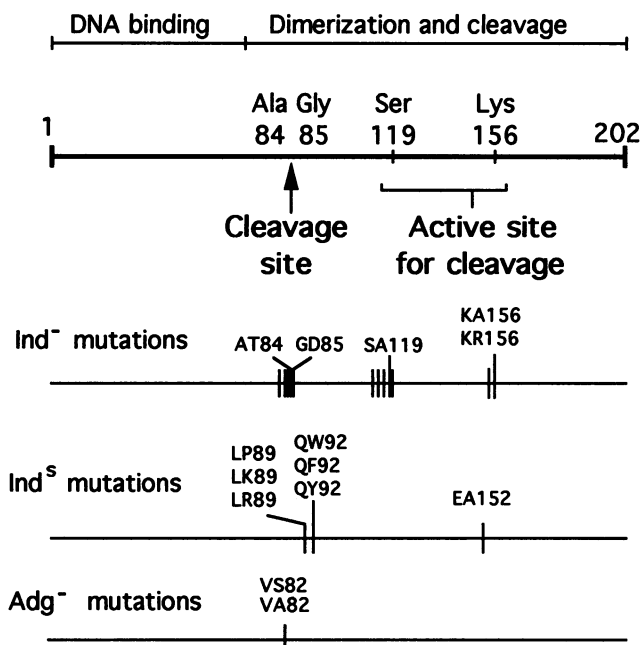 DNA binding Dimerization and cleavage
Ala Gly Ser Lys
1 84 85 119 156 202
Cleavage site
Active site for cleavage
Ind⁻ mutations
AT84 GD85 SA119
KA156
KR156
Indˢ mutations
LP89
LK89
LR89
QW92
QF92
QY92
EA152
Adg⁻ mutations
VS82
VA82